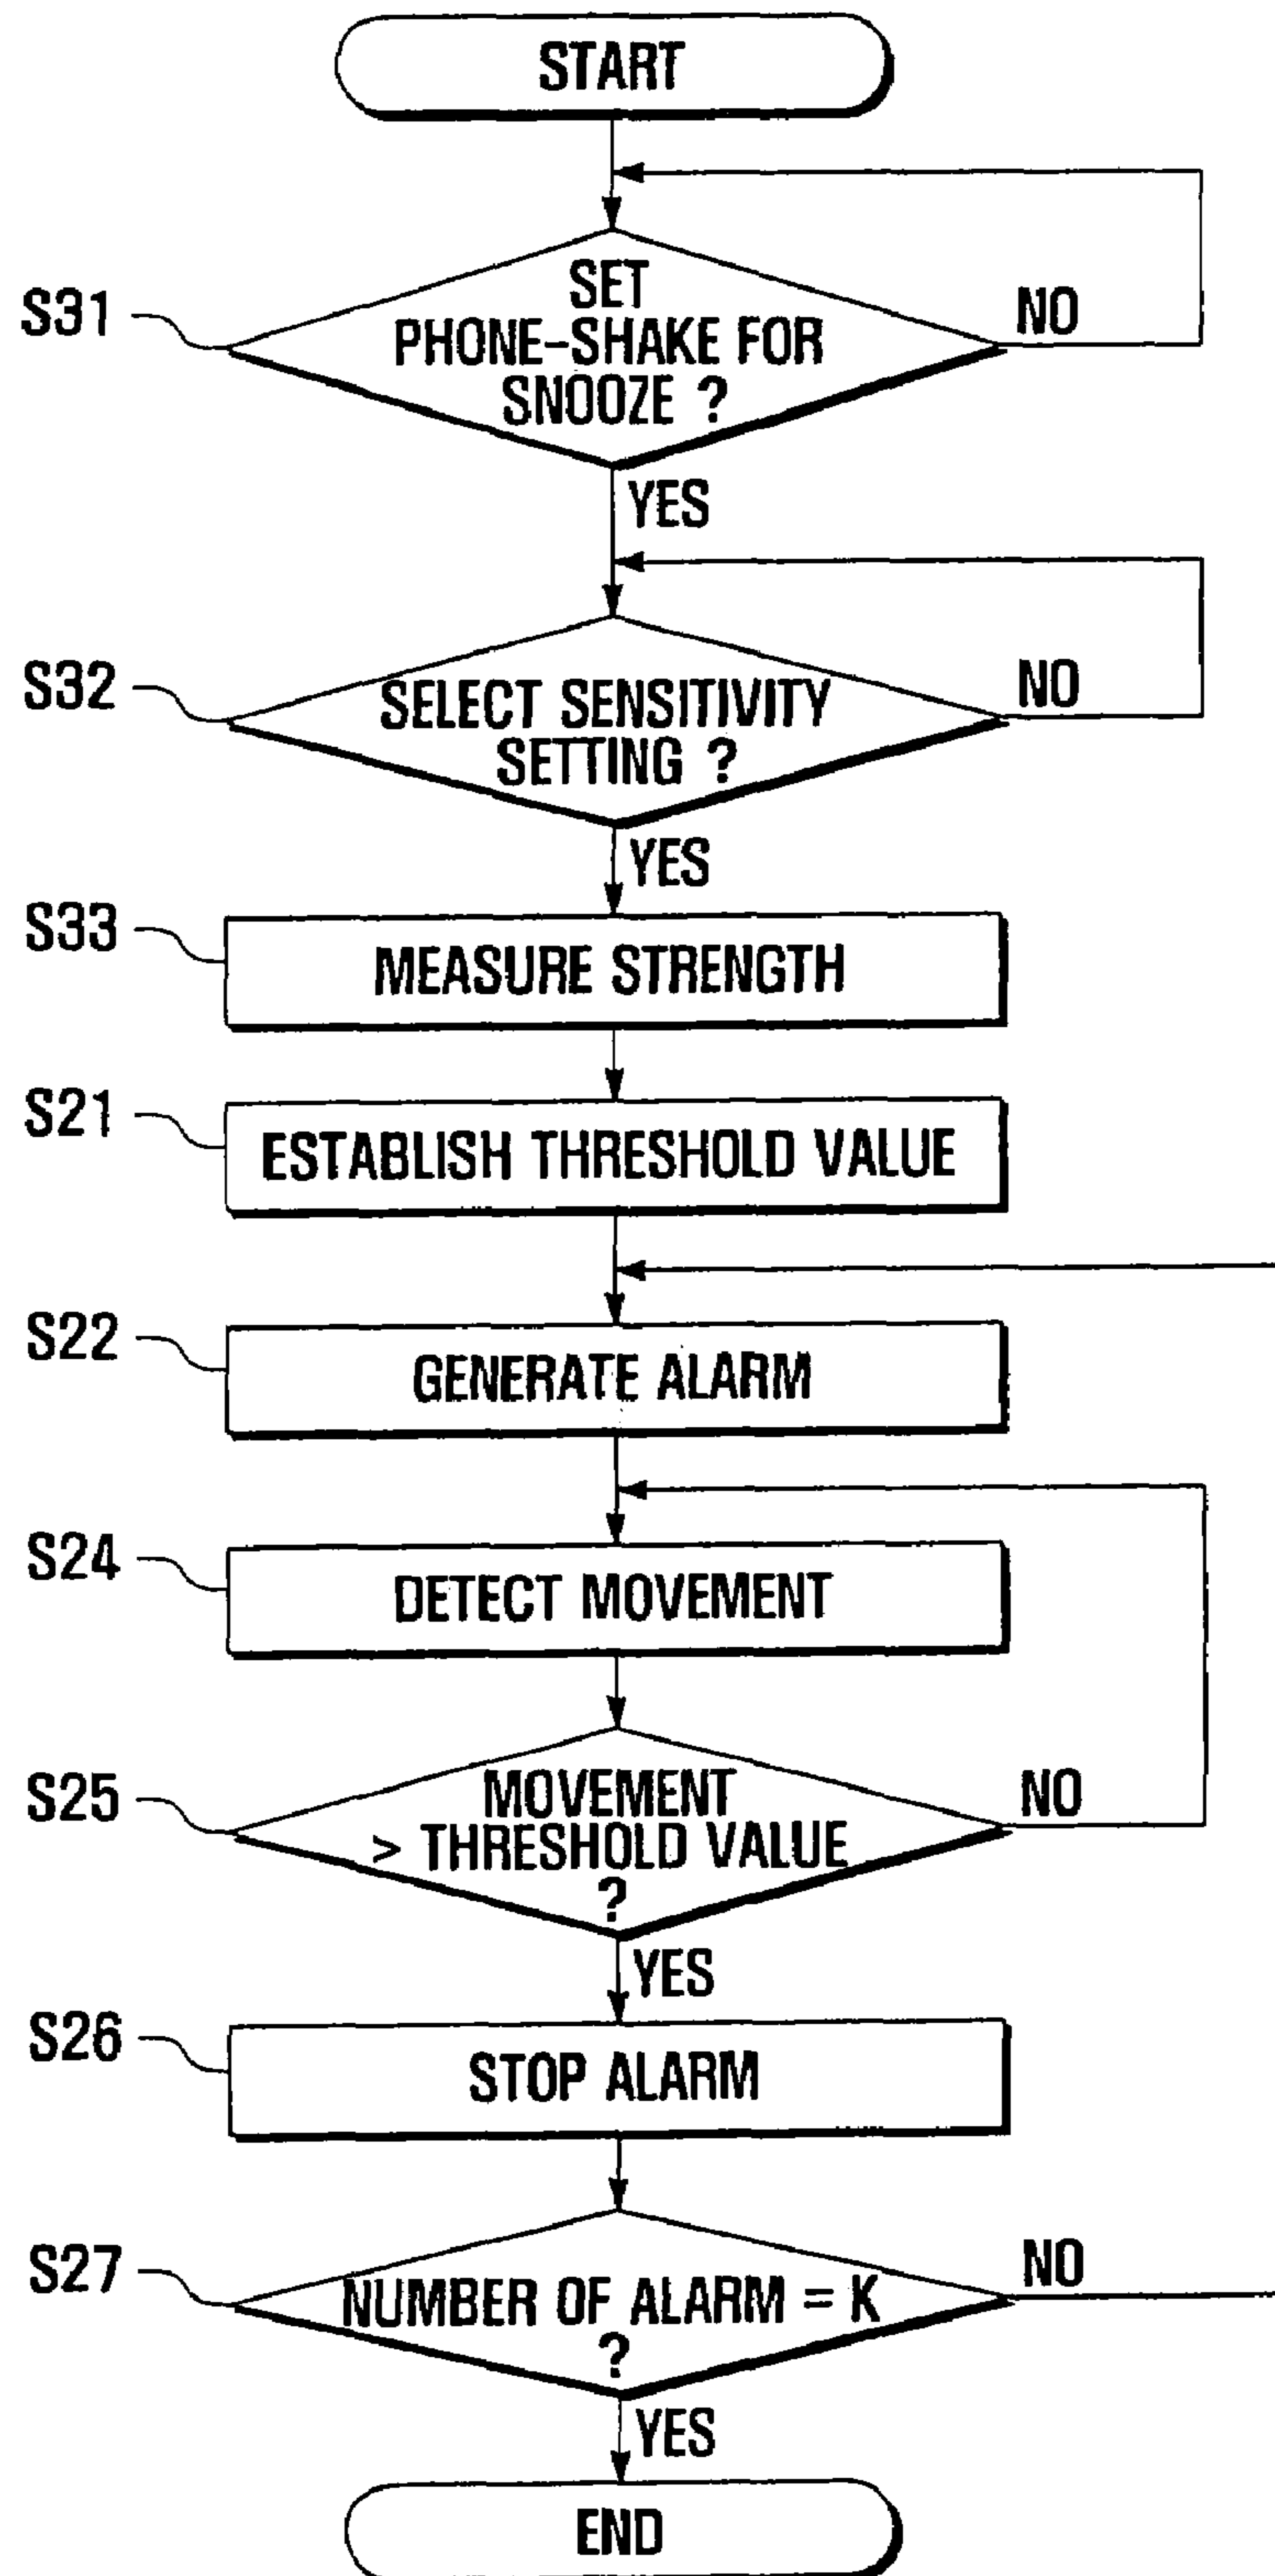 START
S31
SET
PHONE-SHAKE FOR
SNOOZE ?
NO
YES
S32
SELECT SENSITIVITY
SETTING ?
NO
YES
S33
MEASURE STRENGTH
S21
ESTABLISH THRESHOLD VALUE
S22
GENERATE ALARM
S24
DETECT MOVEMENT
S25
MOVEMENT
> THRESHOLD VALUE
?
NO
YES
S26
STOP ALARM
S27
NUMBER OF ALARM = K
?
NO
YES
END